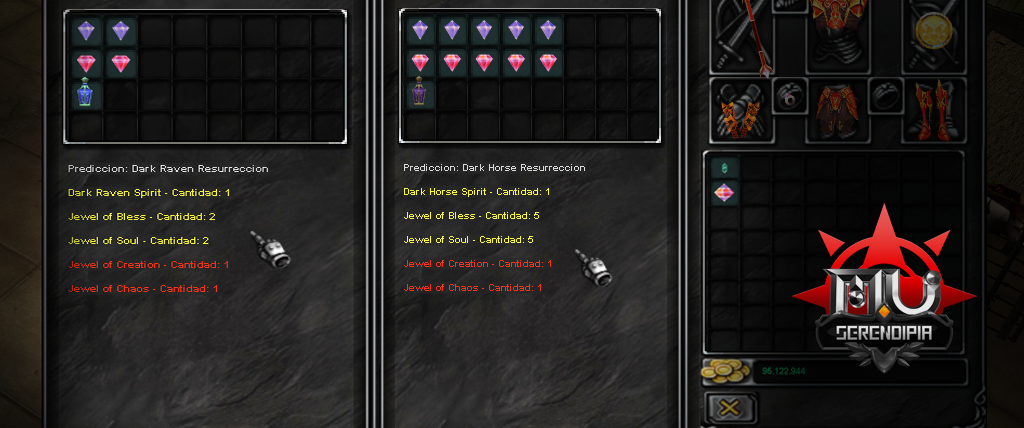 Prediccion: Dark Raven Resurreccion
Dark Raven Spirit - Cantidad: 1
Jewel of Bless - Cantidad: 2
Jewel of Soul - Cantidad: 2
Jewel of Creation - Cantidad: 1
Jewel of Chaos - Cantidad: 1
Prediccion: Dark Horse Resurreccion
Dark Horse Spirit - Cantidad: 1
Jewel of Bless - Cantidad: 5
Jewel of Soul - Cantidad: 5
Jewel of Creation - Cantidad: 1
Jewel of Chaos - Cantidad: 1
MU
SERENDIPIA
95.122.944